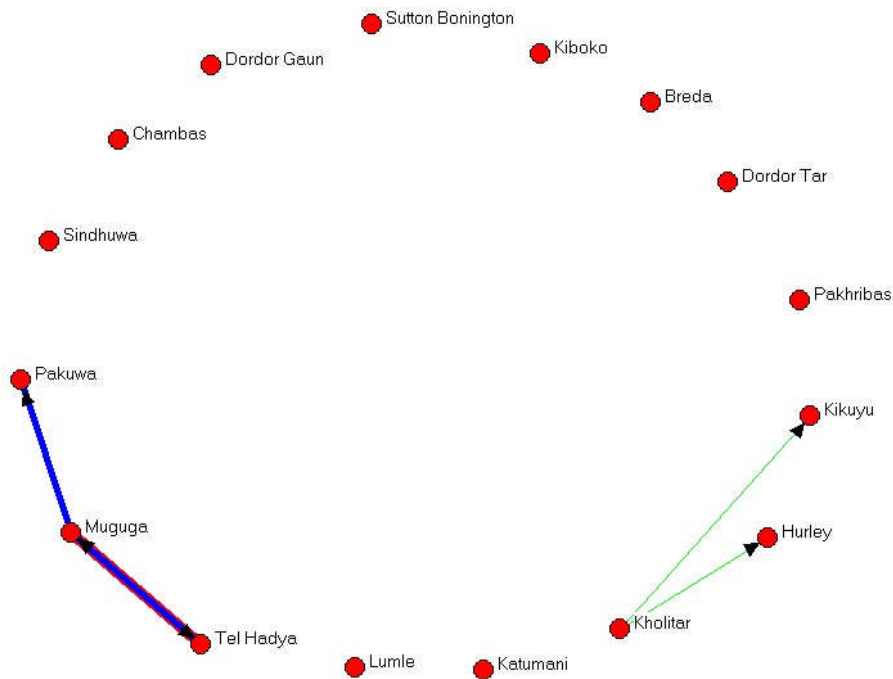 Sutton Bonington
Kiboko
Dordor Gaun
Breda
Chambas
Dordor Tar
Sindhuwa
Pakhribas
Pakuwa
Kikuyu
Muguga
Hurley
Kholitar
Tel Hadya
Lumle
Katumani